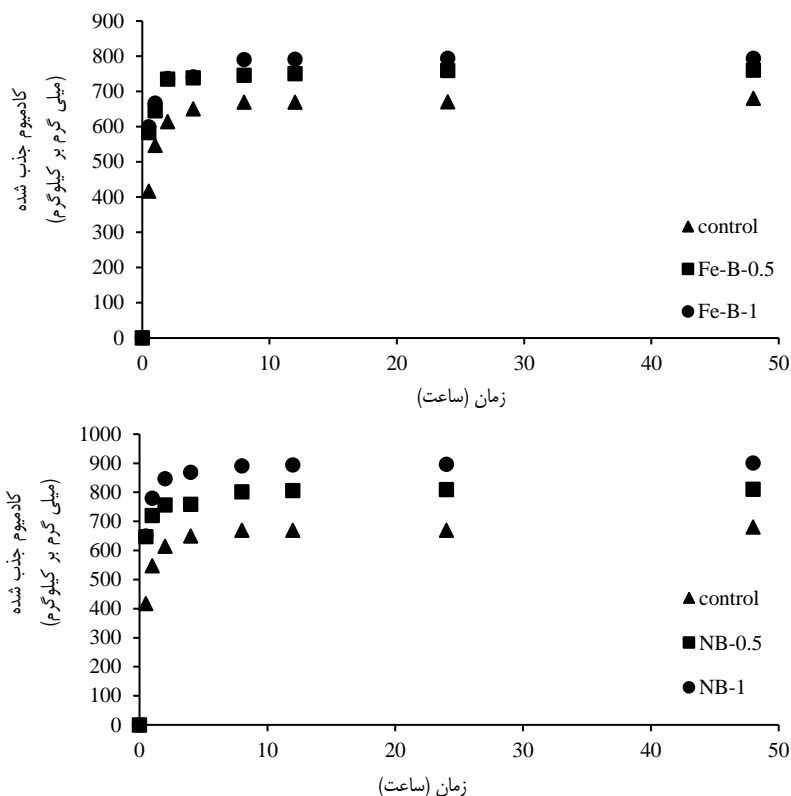 900
800
700
600
500
400
300
200
100
0
کادمیوم جذب شده
(میلی گرم بر کیلوگرم)
control
Fe-B-0.5
Fe-B-1
0 10 20 30 40 50
زمان (ساعت)
1000
900
800
700
600
500
400
300
200
100
0
کادمیوم جذب شده
(میلی گرم بر کیلوگرم)
control
NB-0.5
NB-1
0 10 20 30 40 50
زمان (ساعت)